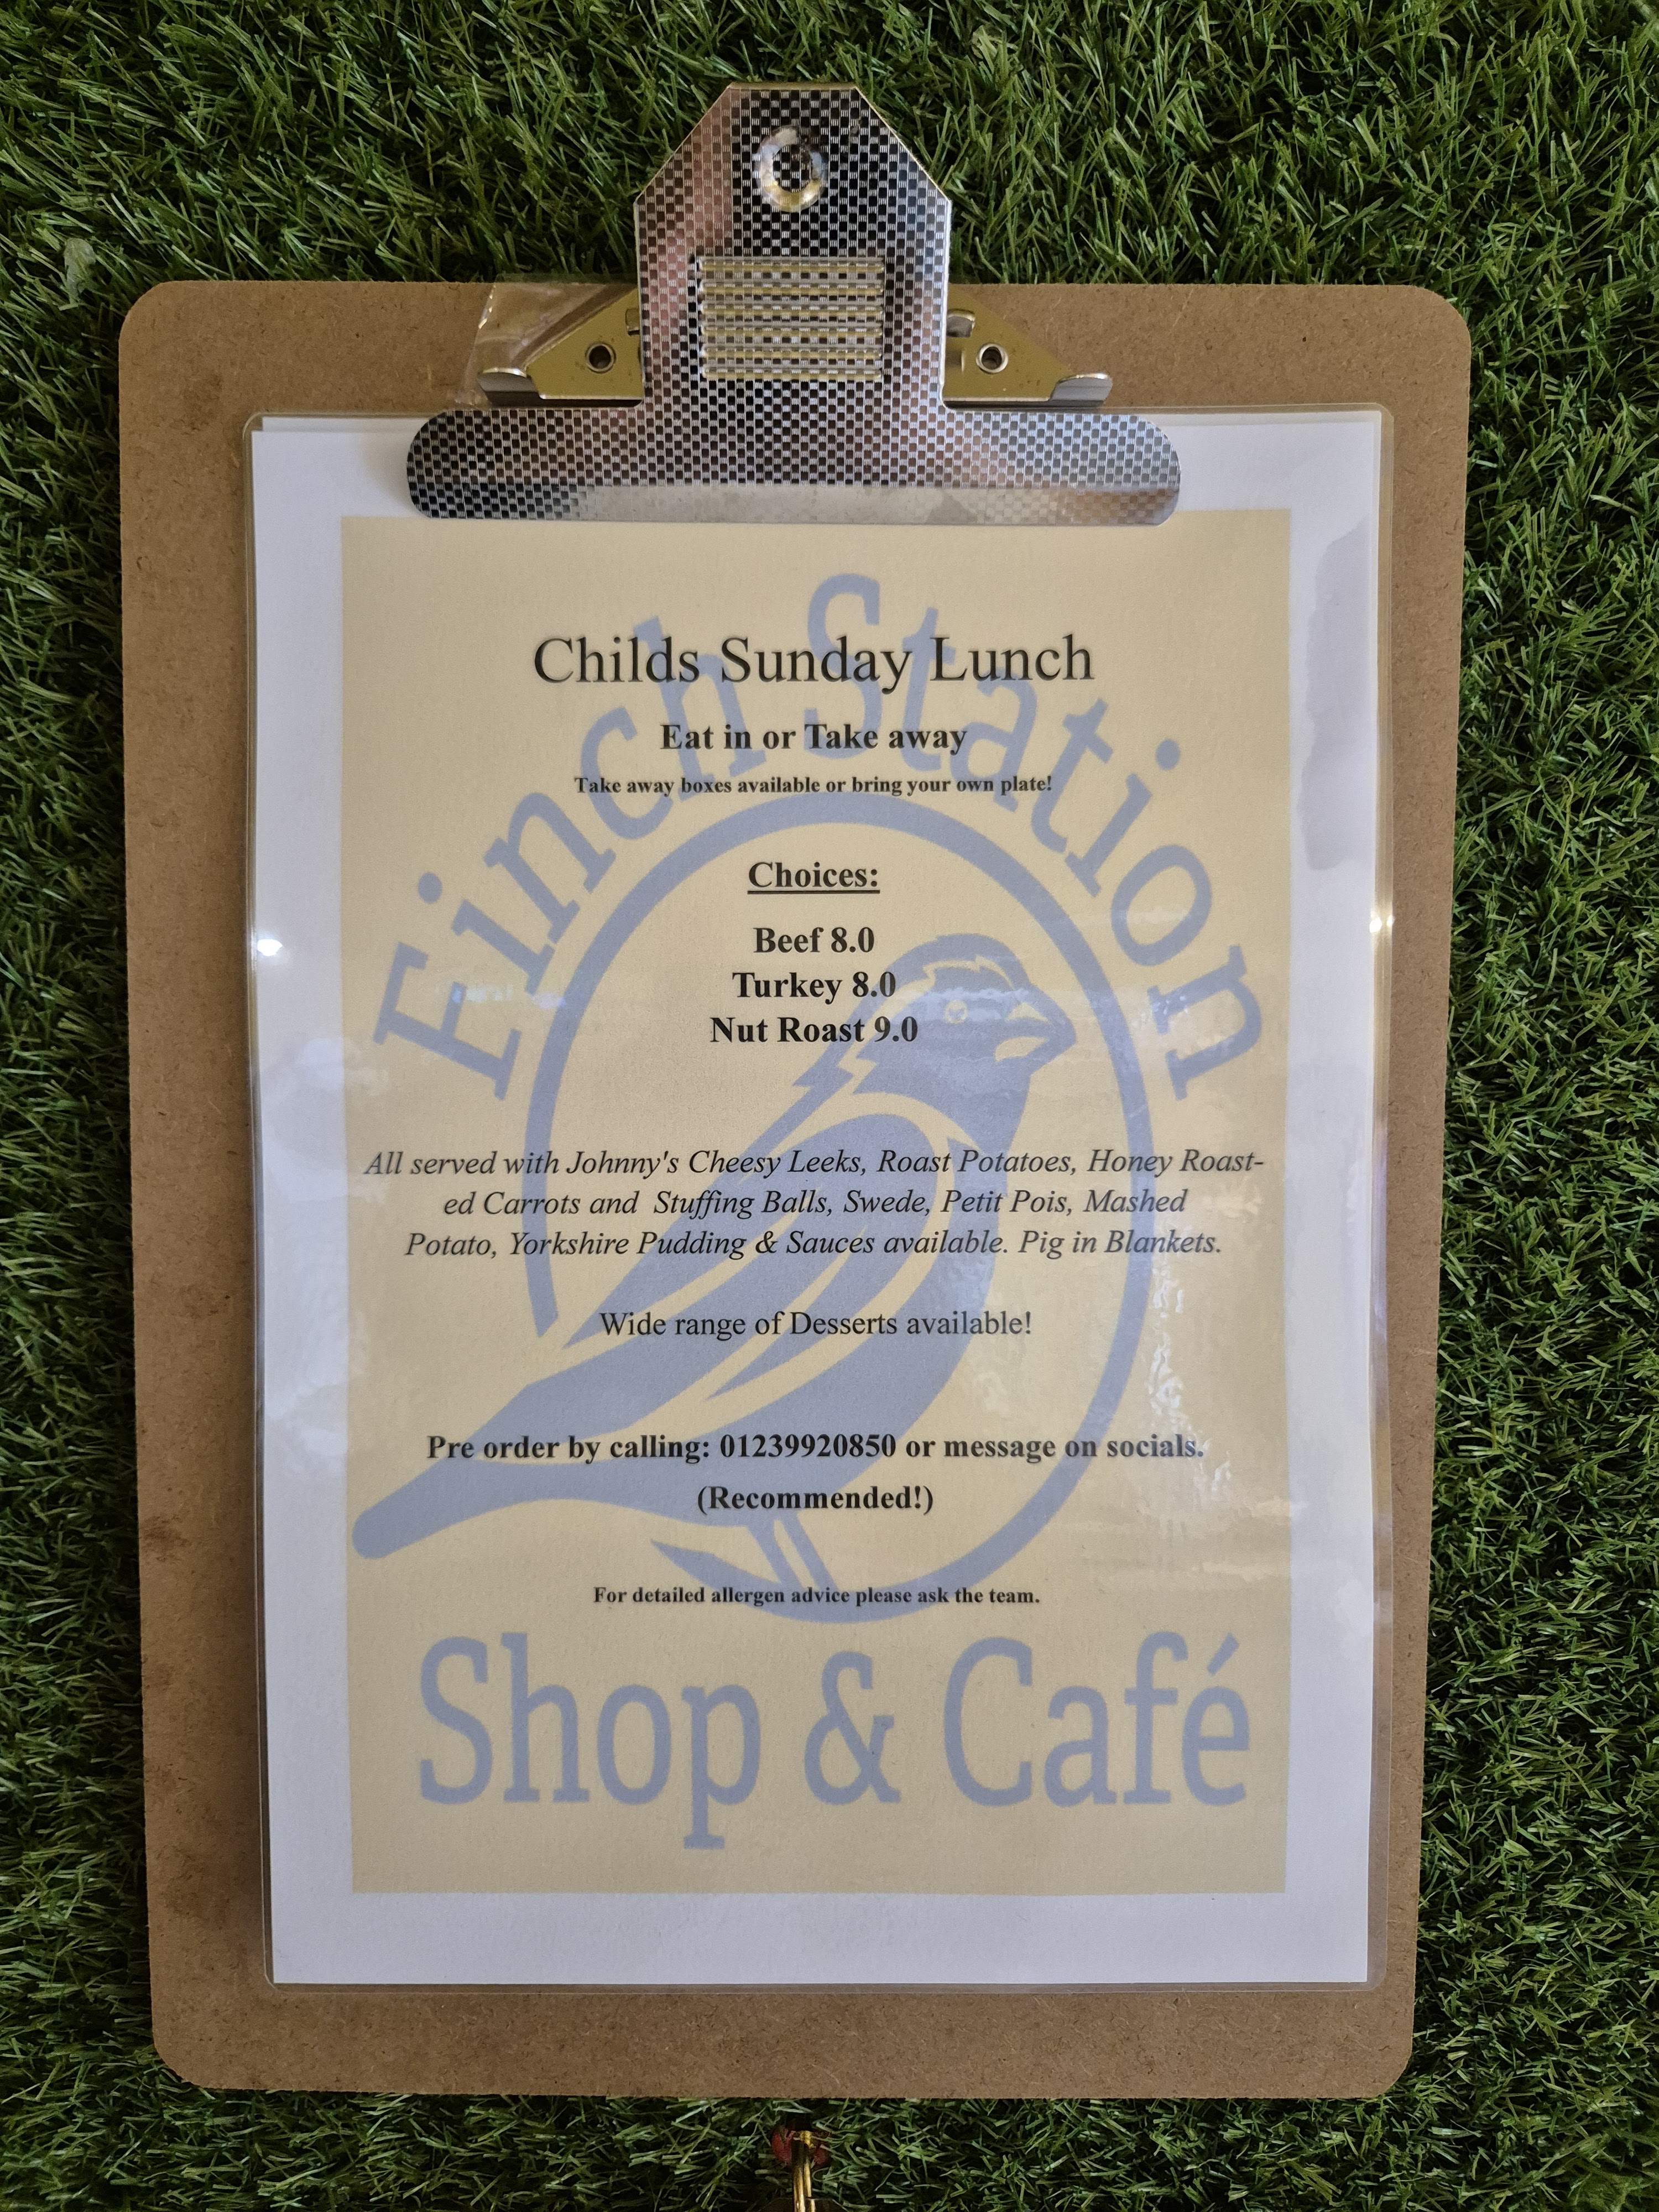 Finch Station
Childs Sunday Lunch
Eat in or Take away
Take away boxes available or bring your own plate!
Choices:
Beef 8.0
Turkey 8.0
Nut Roast 9.0
All served with Johnny's Cheesy Leeks, Roast Potatoes, Honey Roast-
ed Carrots and  Stuffing Balls, Swede, Petit Pois, Mashed
Potato, Yorkshire Pudding & Sauces available. Pig in Blankets.
Wide range of Desserts available!
Pre order by calling: 01239920850 or message on socials.
(Recommended!)
For detailed allergen advice please ask the team.
Shop & Café